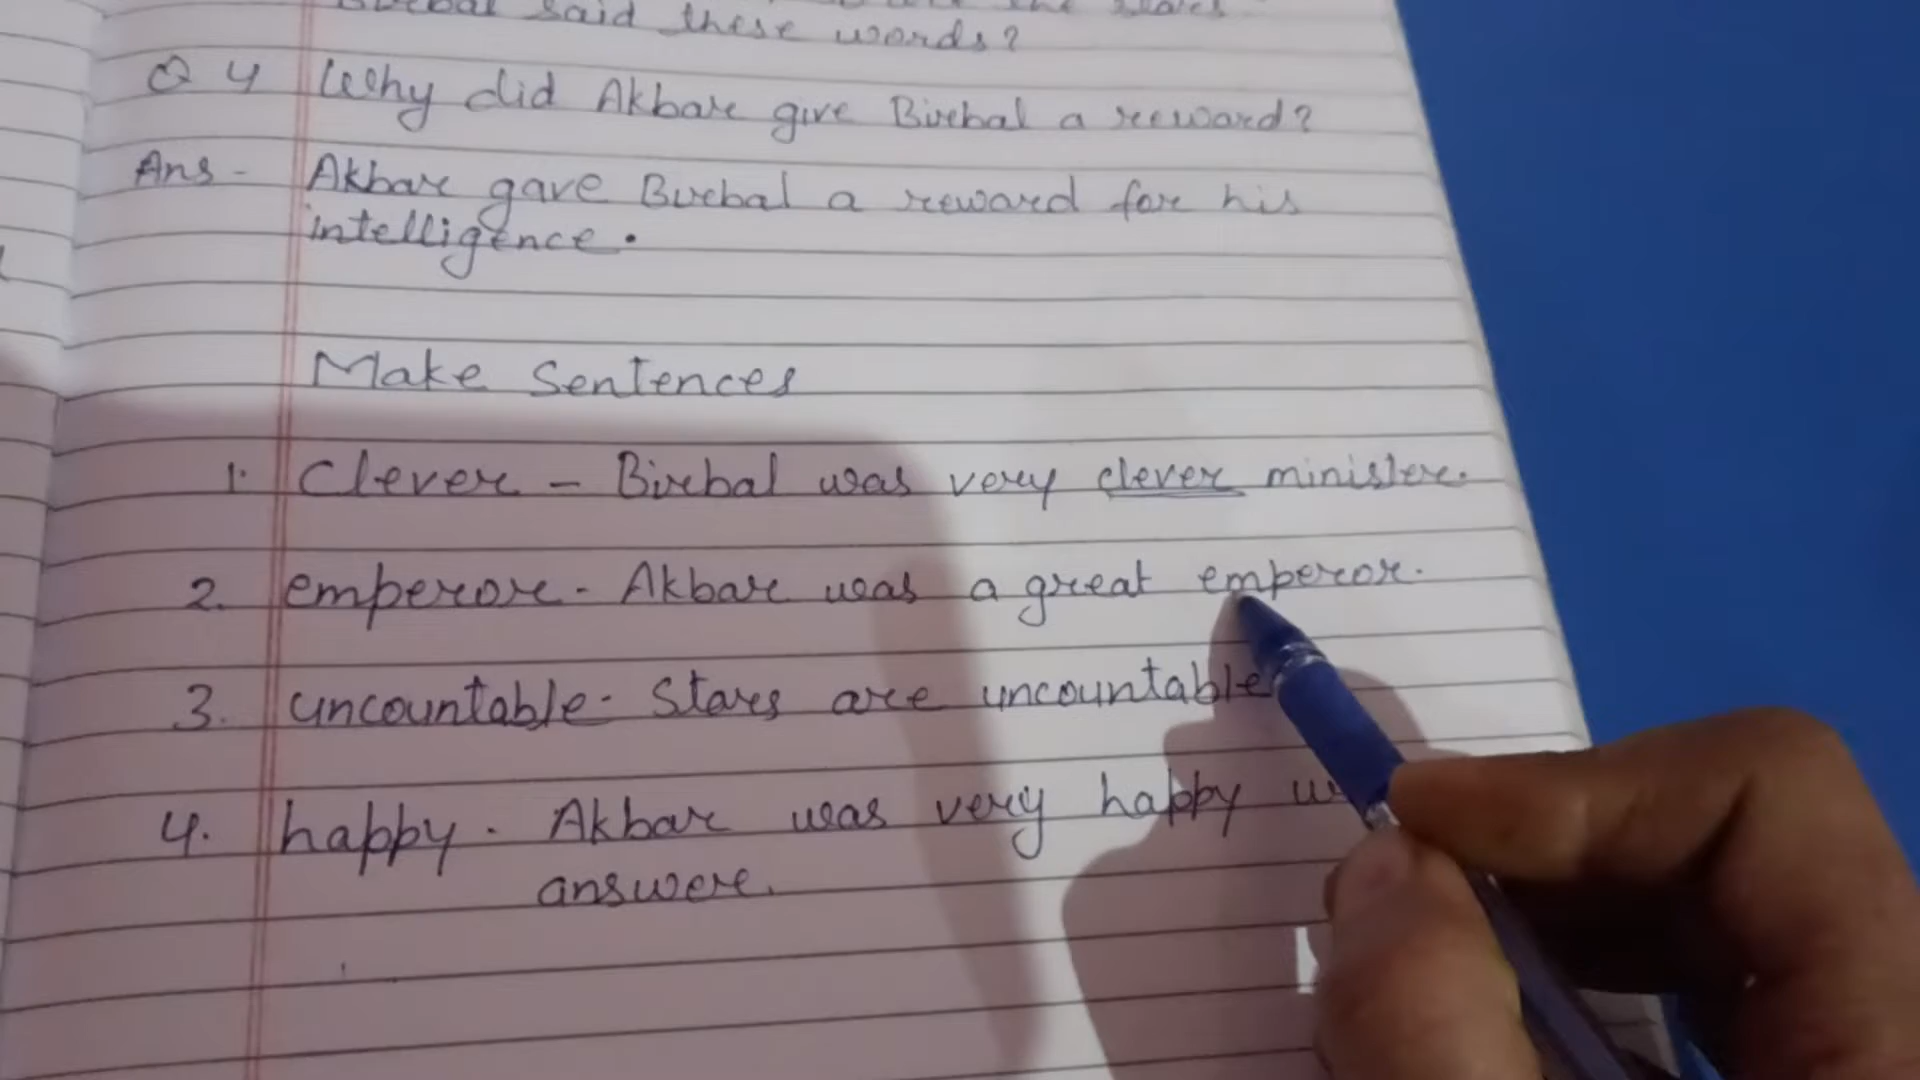 Birbal said these words?
Q 4 Why did Akbar give Birbal a reward?
Ans - Akbar gave Birbal a reward for his
intelligence.
Make Sentences
1. Clever - Birbal was very clever minister.
2. emperor - Akbar was a great emperor.
3. uncountable - Stars are uncountable
4. happy - Akbar was very happy
answer.